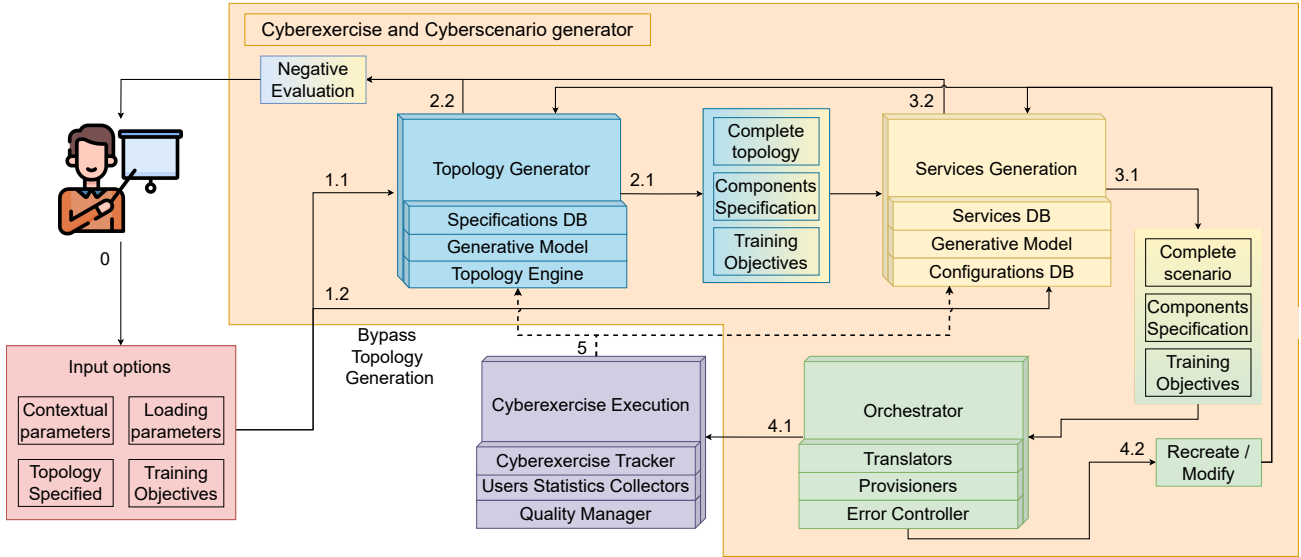 Cyberexercise and Cyberscenario generator
Negative
Evaluation
2.2
3.2
Topology Generator
Specifications DB
Generative Model
Topology Engine
1.1
2.1
Complete
topology
Components
Specification
Training
Objectives
Services Generation
Services DB
Generative Model
Configurations DB
3.1
Complete
scenario
Components
Specification
Training
Objectives
0
1.2
Bypass
Topology
Generation
5
Input options
Contextual
parameters
Loading
parameters
Topology
Specified
Training
Objectives
Cyberexercise Execution
Cyberexercise Tracker
Users Statistics Collectors
Quality Manager
4.1
Orchestrator
Translators
Provisioners
Error Controller
4.2
Recreate /
Modify